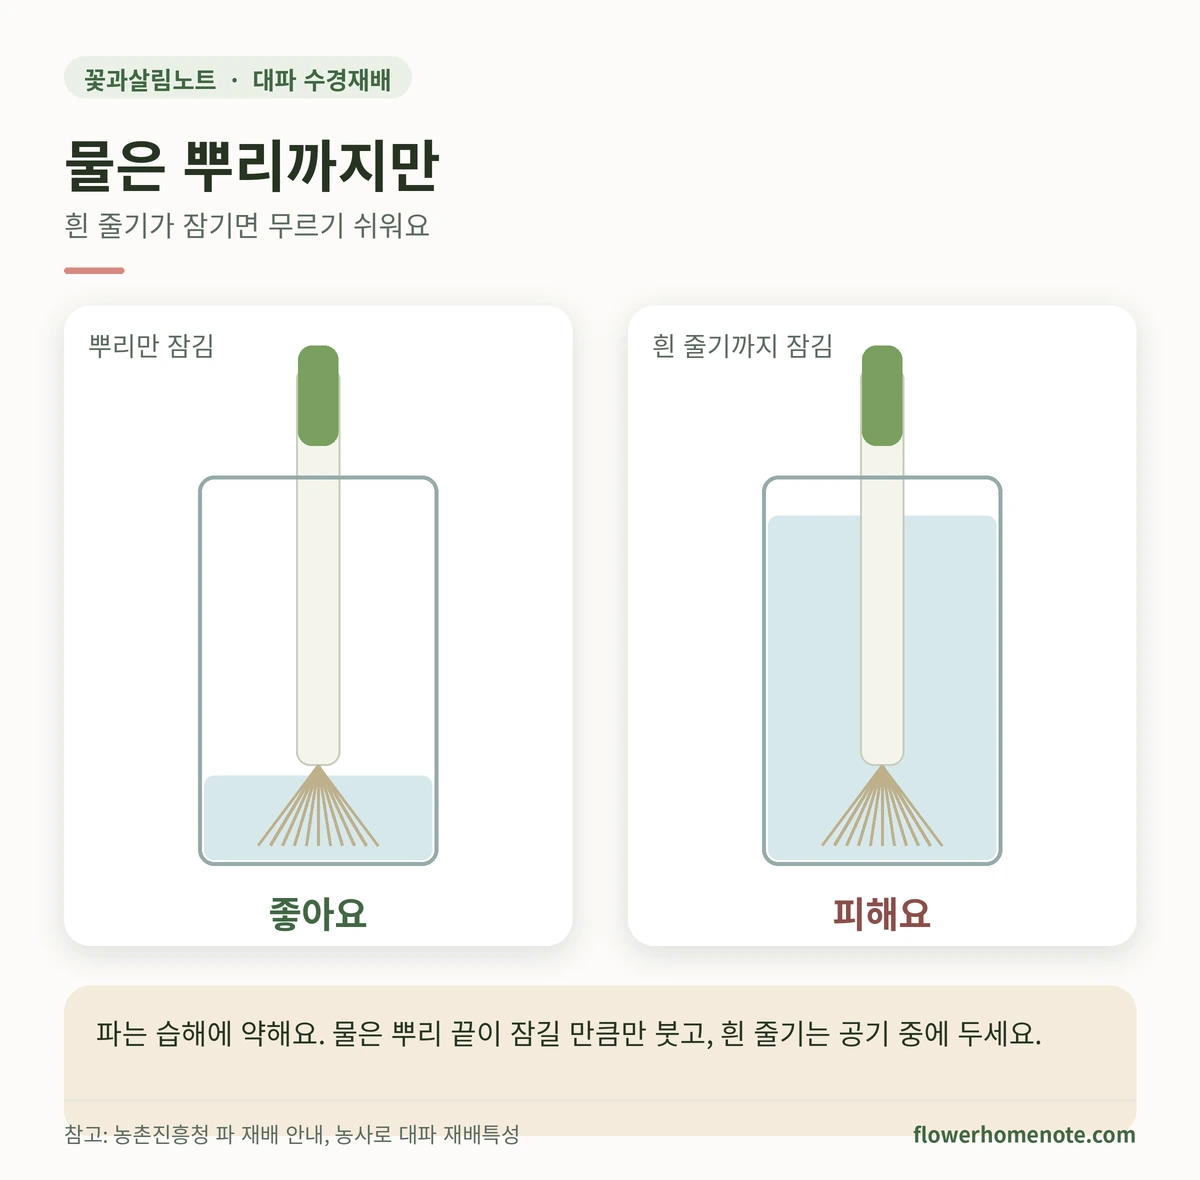 꽃과살림노트 · 대파 수경재배
물은 뿌리까지만
흰 줄기가 잠기면 무르기 쉬워요
뿌리만 잠김
흰 줄기까지 잠김
좋아요
피해요
파는 습해에 약해요. 물은 뿌리 끝이 잠길 만큼만 붓고, 흰 줄기는 공기 중에 두세요.
참고: 농촌진흥청 파 재배 안내, 농사로 대파 재배특성
flowerhomenote.com